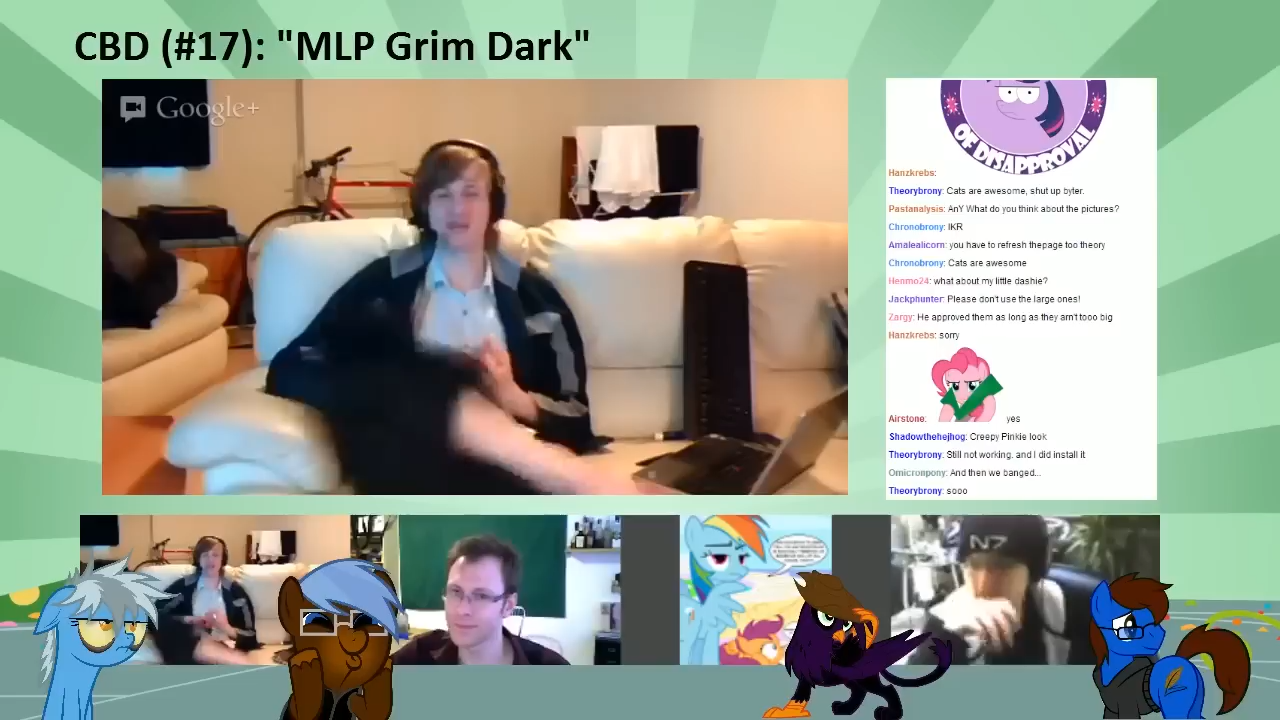 CBD (#17): "MLP Grim Dark"
Google+
OF DISAPPROVAL
Hanzkrebs:
Theorybrony: Cats are awesome, shut up byter.
Pastanalysis: AnY What do you think about the pictures?
Chronobrony: IKR
Amalealicorn: you have to refresh thepage too theory
Chronobrony: Cats are awesome
Henmo24: what about my little dashie?
Jackphunter: Please don't use the large ones!
Zargy: He approved them as long as they arn't tooo big
Hanzkrebs: sorry
Airstone: yes
Shadowthehejhog: Creepy Pinkie look
Theorybrony: Still not working. and I did install it
Omicronpony: And then we banged...
Theorybrony: sooo
N7